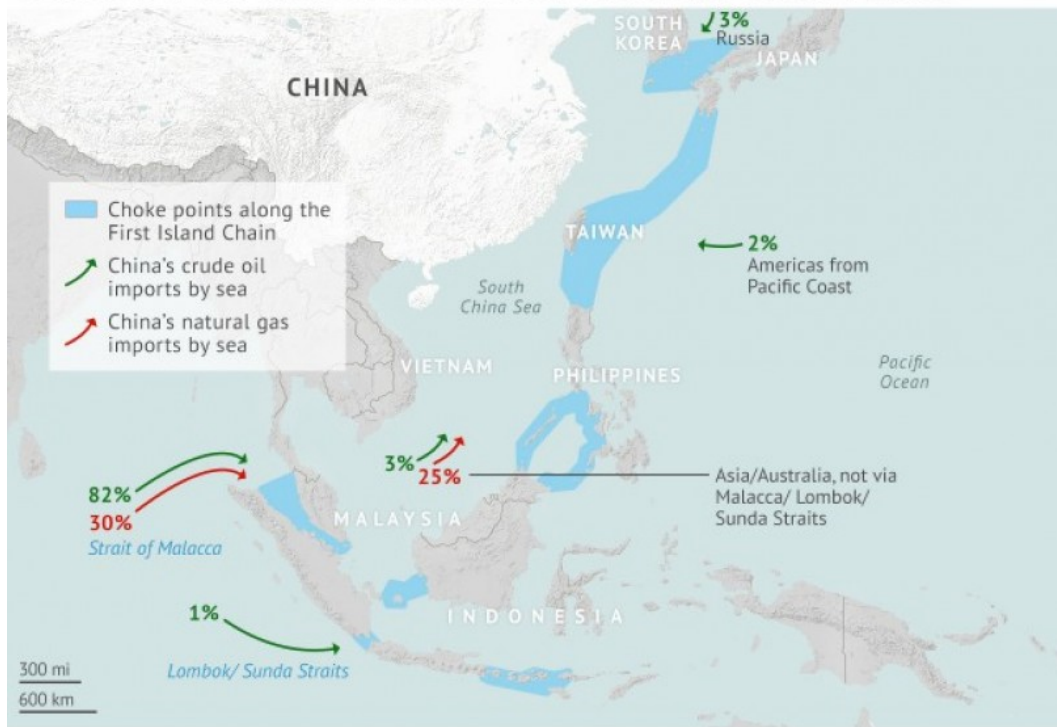 SOUTH
KOREA
3%
Russia
JAPAN
CHINA
Choke points along the
First Island Chain
China's crude oil
imports by sea
China's natural gas
imports by sea
TAIWAN
2%
Americas from
Pacific Coast
South
China Sea
VIETNAM
PHILIPPINES
Pacific
Ocean
3%
25%
Asia/Australia, not via
Malacca/ Lombok/
Sunda Straits
82%
30%
Strait of Malacca
MALAYSIA
1%
INDONESIA
Lombok/ Sunda Straits
300 mi
600 km